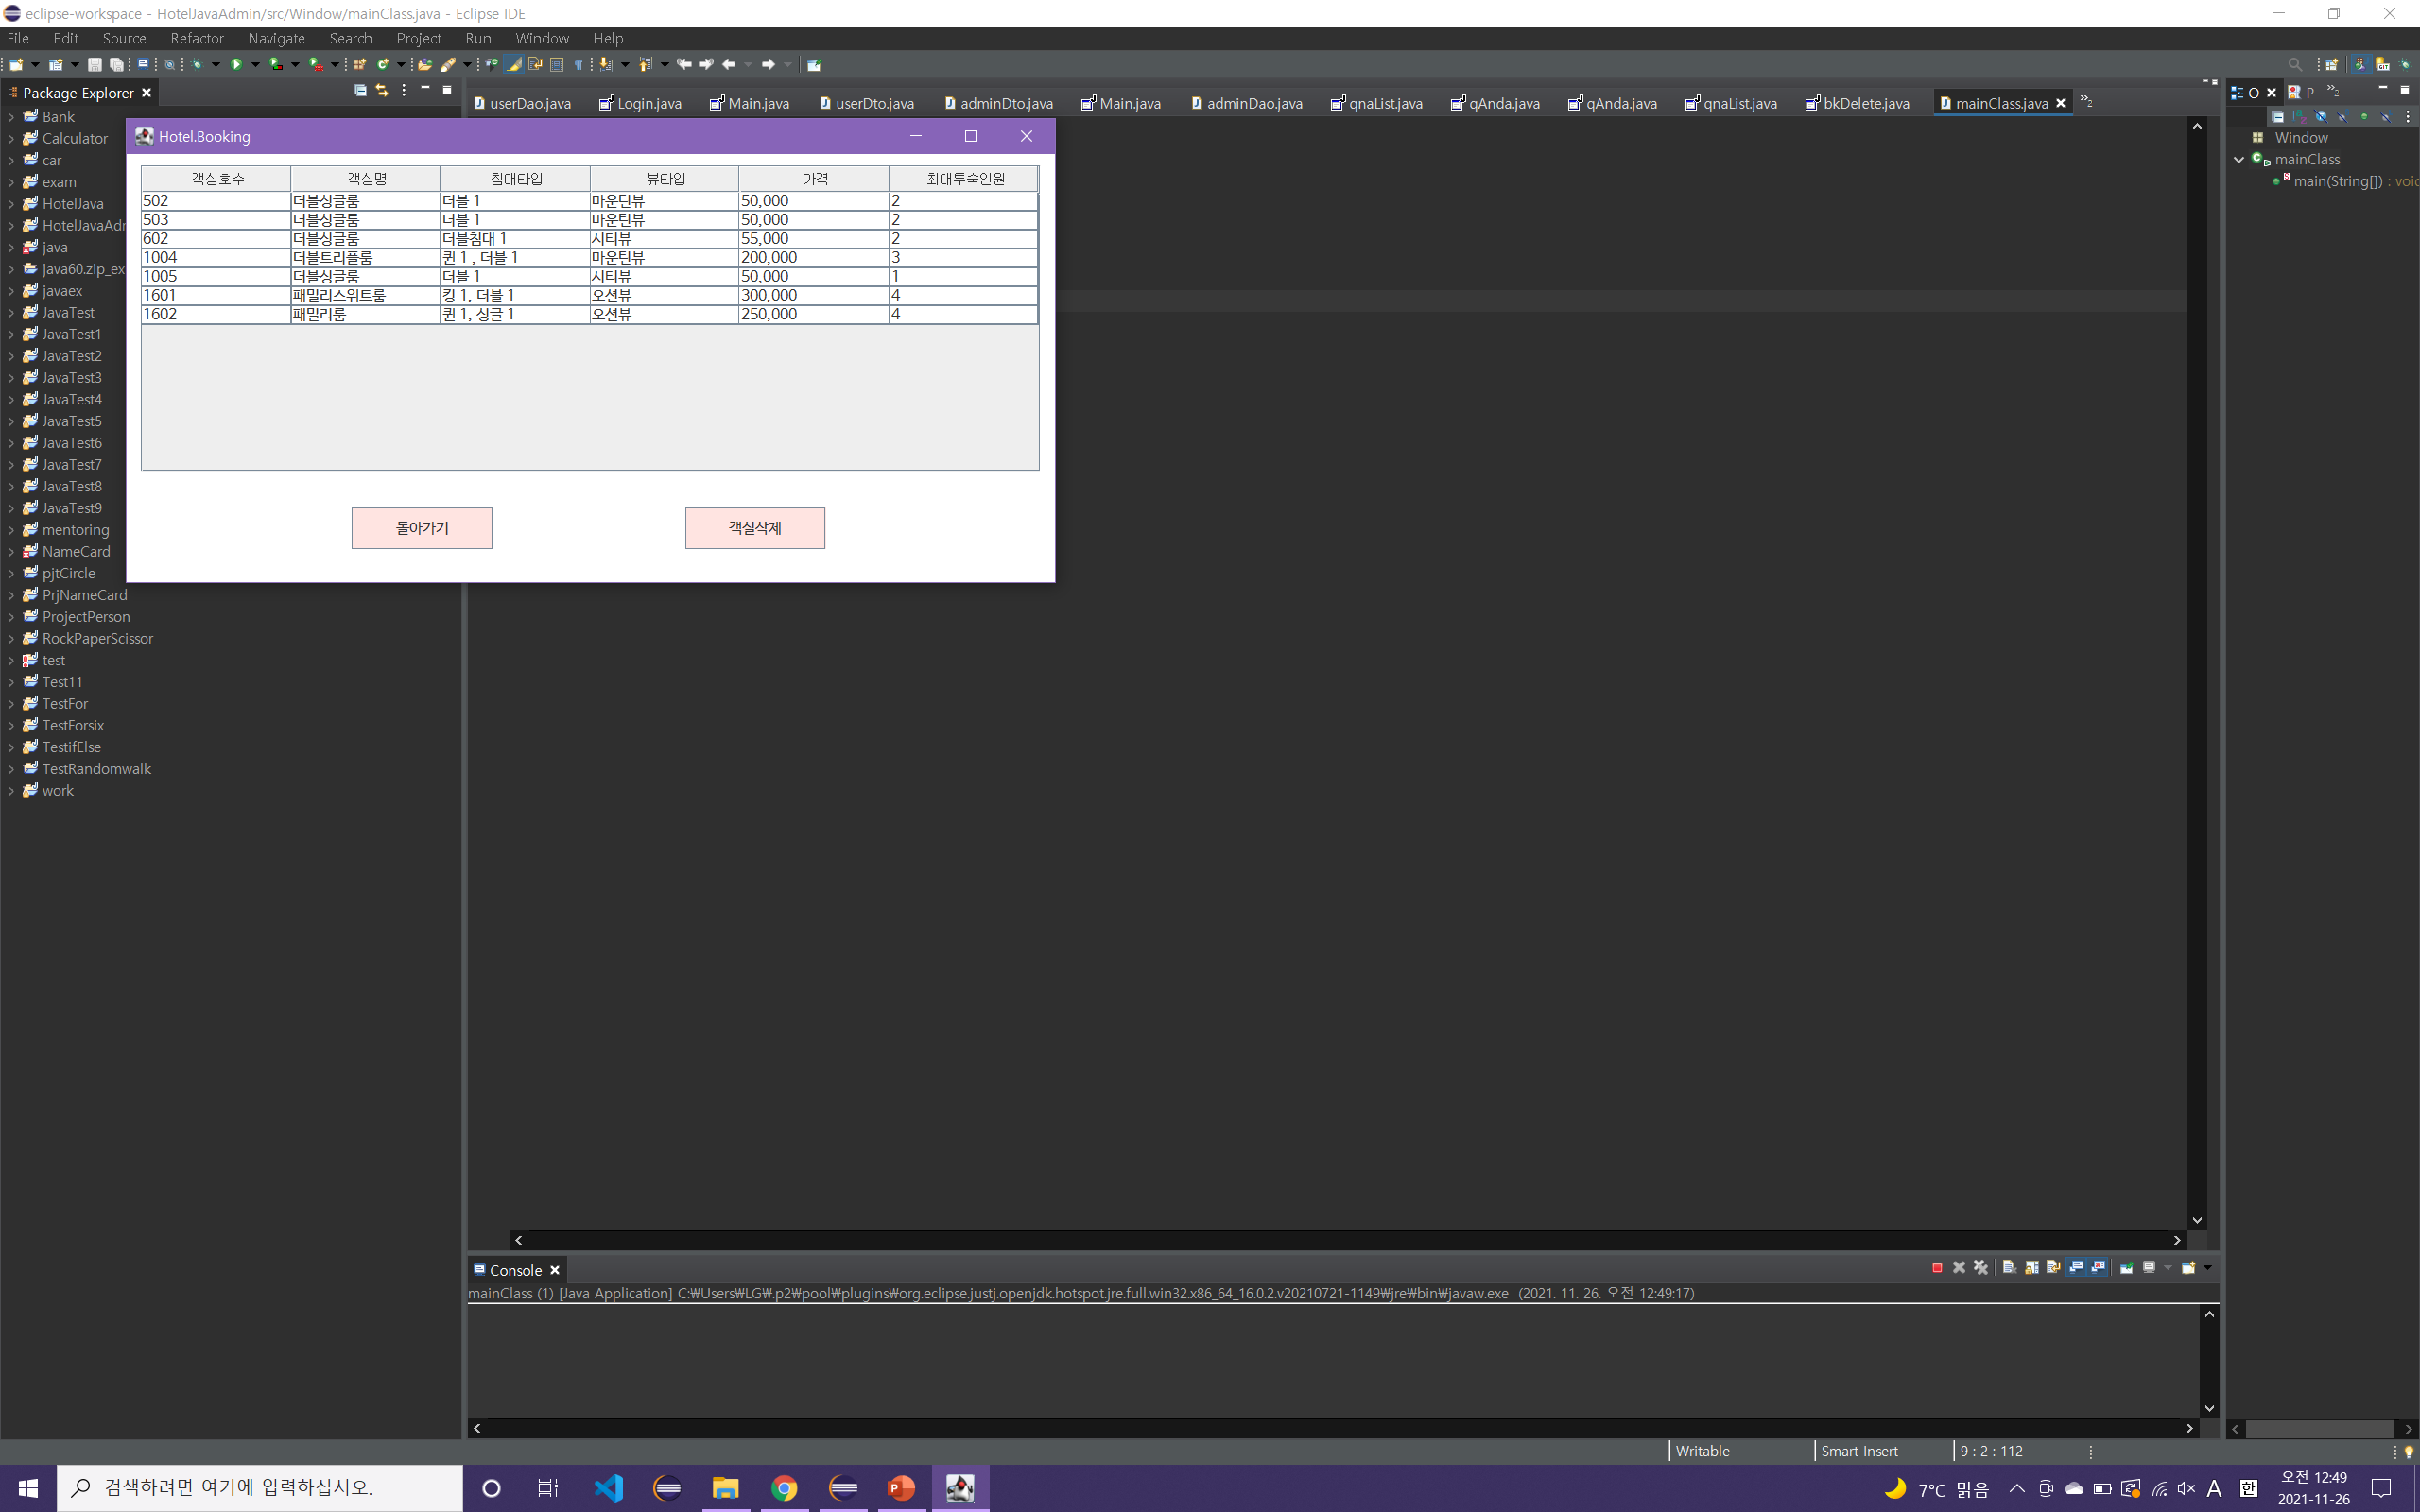 eclipse-workspace - HotelJavaAdmin/src/Window/mainClass.java - Eclipse IDE
File Edit Source Refactor Navigate Search Project Run Window Help
Package Explorer
Bank
Calculator
car
exam
HotelJava
HotelJavaAdr
java
java60.zip_ex
javaex
JavaTest
JavaTest1
JavaTest2
JavaTest3
JavaTest4
JavaTest5
JavaTest6
JavaTest7
JavaTest8
JavaTest9
mentoring
NameCard
pjtCircle
PrjNameCard
ProjectPerson
RockPaperScissor
test
Test11
TestFor
TestForsix
TestifElse
TestRandomwalk
work
userDao.java Login.java Main.java userDto.java adminDto.java Main.java adminDao.java qnaList.java qAnda.java qAnda.java qnaList.java bkDelete.java mainClass.java »2
Hotel.Booking
객실호수 객실명 침대타입 뷰타입 가격 최대투숙인원
502 더블싱글룸 더블 1 마운틴뷰 50,000 2
503 더블싱글룸 더블 1 마운틴뷰 50,000 2
602 더블싱글룸 더블침대 1 시티뷰 55,000 2
1004 더블트리플룸 퀸 1 , 더블 1 마운틴뷰 200,000 3
1005 더블싱글룸 더블 1 시티뷰 50,000 1
1601 패밀리스위트룸 킹 1, 더블 1 오션뷰 300,000 4
1602 패밀리룸 퀸 1, 싱글 1 오션뷰 250,000 4
돌아가기 객실삭제
O P »2
Window
mainClass
main(String[]) : voic
Console
mainClass (1) [Java Application] C:₩Users₩LG₩.p2₩pool₩plugins₩org.eclipse.justj.openjdk.hotspot.jre.full.win32.x86_64_16.0.2.v20210721-1149₩jre₩bin₩javaw.exe (2021. 11. 26. 오전 12:49:17)
Writable Smart Insert 9 : 2 : 112
검색하려면 여기에 입력하십시오.
7°C 맑음 A 한 오전 12:49
2021-11-26